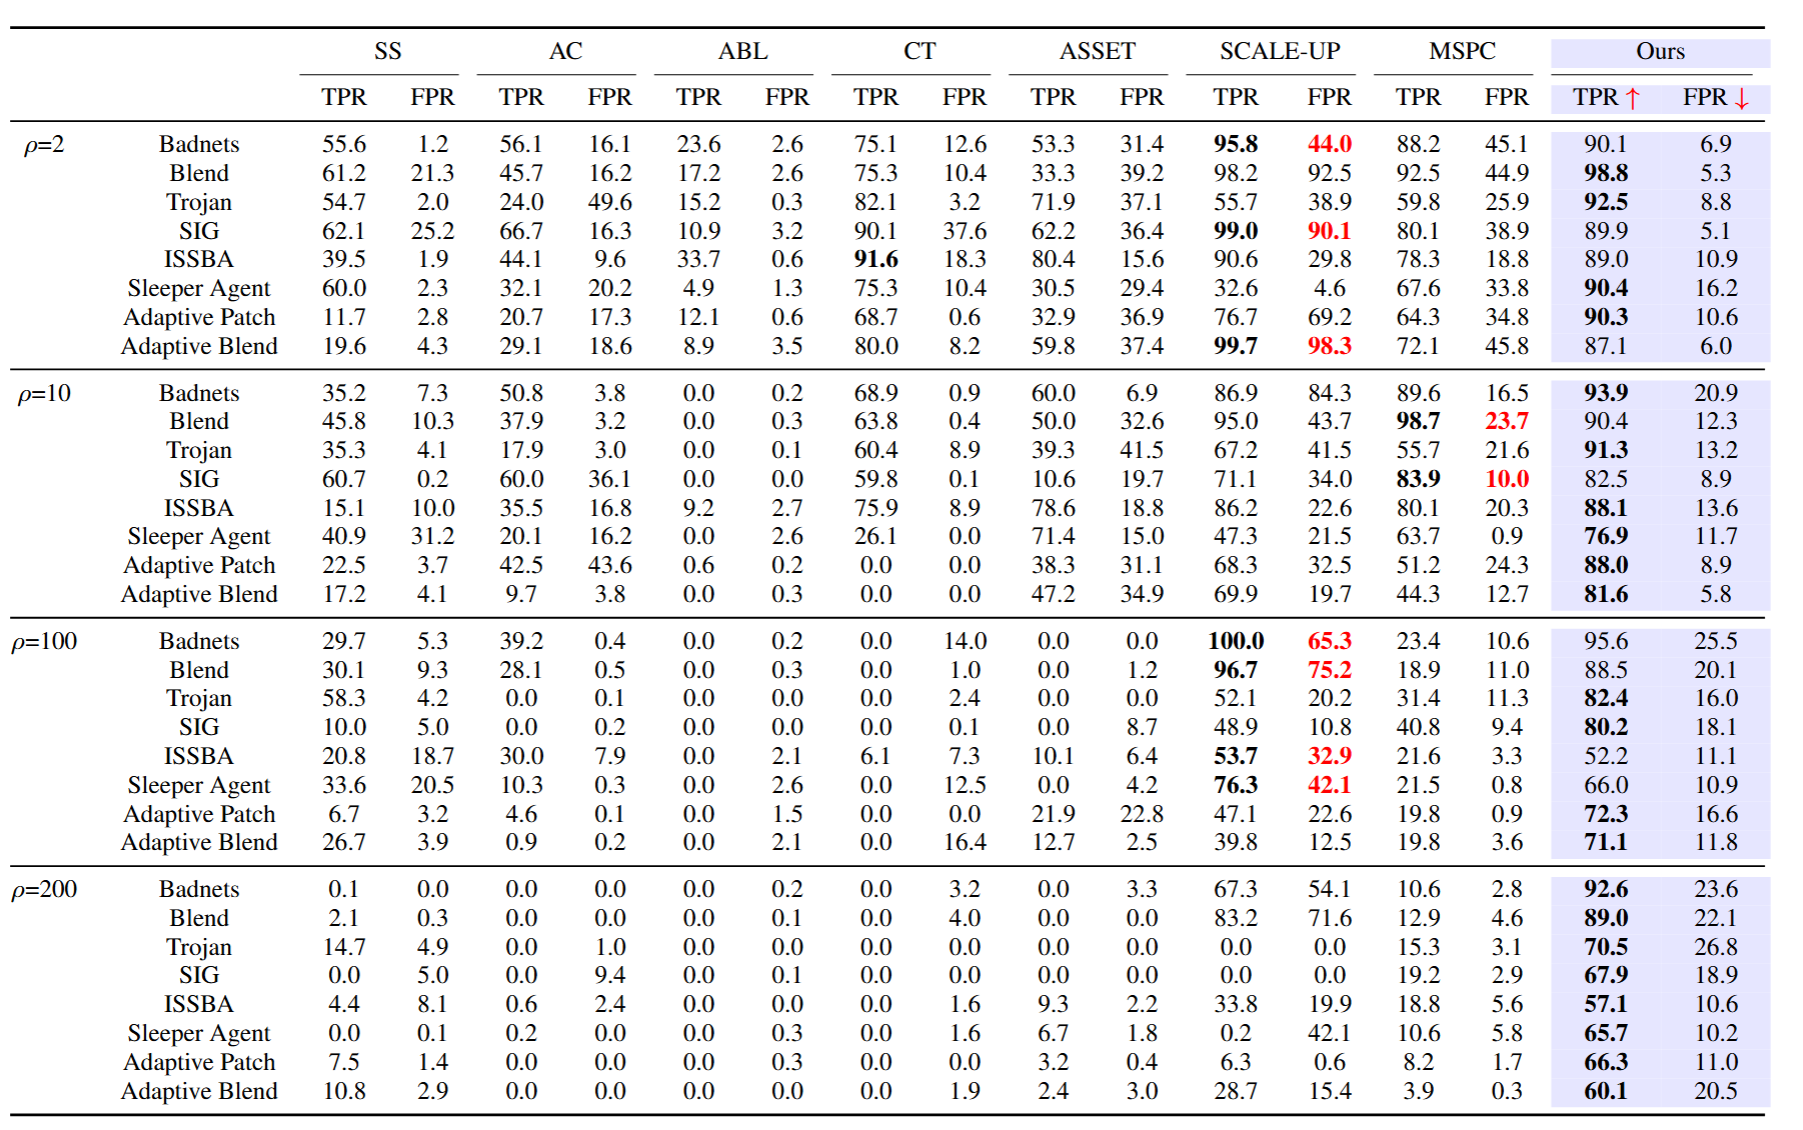 SS AC ABL CT ASSET SCALE-UP MSPC Ours
TPR FPR TPR FPR TPR FPR TPR FPR TPR FPR TPR FPR TPR FPR TPR ↑ FPR ↓
ρ=2 Badnets 55.6 1.2 56.1 16.1 23.6 2.6 75.1 12.6 53.3 31.4 95.8 44.0 88.2 45.1 90.1 6.9
Blend 61.2 21.3 45.7 16.2 17.2 2.6 75.3 10.4 33.3 39.2 98.2 92.5 92.5 44.9 98.8 5.3
Trojan 54.7 2.0 24.0 49.6 15.2 0.3 82.1 3.2 71.9 37.1 55.7 38.9 59.8 25.9 92.5 8.8
SIG 62.1 25.2 66.7 16.3 10.9 3.2 90.1 37.6 62.2 36.4 99.0 90.1 80.1 38.9 89.9 5.1
ISSBA 39.5 1.9 44.1 9.6 33.7 0.6 91.6 18.3 80.4 15.6 90.6 29.8 78.3 18.8 89.0 10.9
Sleeper Agent 60.0 2.3 32.1 20.2 4.9 1.3 75.3 10.4 30.5 29.4 32.6 4.6 67.6 33.8 90.4 16.2
Adaptive Patch 11.7 2.8 20.7 17.3 12.1 0.6 68.7 0.6 32.9 36.9 76.7 69.2 64.3 34.8 90.3 10.6
Adaptive Blend 19.6 4.3 29.1 18.6 8.9 3.5 80.0 8.2 59.8 37.4 99.7 98.3 72.1 45.8 87.1 6.0
ρ=10 Badnets 35.2 7.3 50.8 3.8 0.0 0.2 68.9 0.9 60.0 6.9 86.9 84.3 89.6 16.5 93.9 20.9
Blend 45.8 10.3 37.9 3.2 0.0 0.3 63.8 0.4 50.0 32.6 95.0 43.7 98.7 23.7 90.4 12.3
Trojan 35.3 4.1 17.9 3.0 0.0 0.1 60.4 8.9 39.3 41.5 67.2 41.5 55.7 21.6 91.3 13.2
SIG 60.7 0.2 60.0 36.1 0.0 0.0 59.8 0.1 10.6 19.7 71.1 34.0 83.9 10.0 82.5 8.9
ISSBA 15.1 10.0 35.5 16.8 9.2 2.7 75.9 8.9 78.6 18.8 86.2 22.6 80.1 20.3 88.1 13.6
Sleeper Agent 40.9 31.2 20.1 16.2 0.0 2.6 26.1 0.0 71.4 15.0 47.3 21.5 63.7 0.9 76.9 11.7
Adaptive Patch 22.5 3.7 42.5 43.6 0.6 0.2 0.0 0.0 38.3 31.1 68.3 32.5 51.2 24.3 88.0 8.9
Adaptive Blend 17.2 4.1 9.7 3.8 0.0 0.3 0.0 0.0 47.2 34.9 69.9 19.7 44.3 12.7 81.6 5.8
ρ=100 Badnets 29.7 5.3 39.2 0.4 0.0 0.2 0.0 14.0 0.0 0.0 100.0 65.3 23.4 10.6 95.6 25.5
Blend 30.1 9.3 28.1 0.5 0.0 0.3 0.0 1.0 0.0 1.2 96.7 75.2 18.9 11.0 88.5 20.1
Trojan 58.3 4.2 0.0 0.1 0.0 0.0 0.0 2.4 0.0 0.0 52.1 20.2 31.4 11.3 82.4 16.0
SIG 10.0 5.0 0.0 0.2 0.0 0.0 0.0 0.1 0.0 8.7 48.9 10.8 40.8 9.4 80.2 18.1
ISSBA 20.8 18.7 30.0 7.9 0.0 2.1 6.1 7.3 10.1 6.4 53.7 32.9 21.6 3.3 52.2 11.1
Sleeper Agent 33.6 20.5 10.3 0.3 0.0 2.6 0.0 12.5 0.0 4.2 76.3 42.1 21.5 0.8 66.0 10.9
Adaptive Patch 6.7 3.2 4.6 0.1 0.0 1.5 0.0 0.0 21.9 22.8 47.1 22.6 19.8 0.9 72.3 16.6
Adaptive Blend 26.7 3.9 0.9 0.2 0.0 2.1 0.0 16.4 12.7 2.5 39.8 12.5 19.8 3.6 71.1 11.8
ρ=200 Badnets 0.1 0.0 0.0 0.0 0.0 0.2 0.0 3.2 0.0 3.3 67.3 54.1 10.6 2.8 92.6 23.6
Blend 2.1 0.3 0.0 0.0 0.0 0.1 0.0 4.0 0.0 0.0 83.2 71.6 12.9 4.6 89.0 22.1
Trojan 14.7 4.9 0.0 1.0 0.0 0.0 0.0 0.0 0.0 0.0 0.0 0.0 15.3 3.1 70.5 26.8
SIG 0.0 5.0 0.0 9.4 0.0 0.1 0.0 0.0 0.0 0.0 0.0 0.0 19.2 2.9 67.9 18.9
ISSBA 4.4 8.1 0.6 2.4 0.0 0.0 0.0 1.6 9.3 2.2 33.8 19.9 18.8 5.6 57.1 10.6
Sleeper Agent 0.0 0.1 0.2 0.0 0.0 0.3 0.0 1.6 6.7 1.8 0.2 42.1 10.6 5.8 65.7 10.2
Adaptive Patch 7.5 1.4 0.0 0.0 0.0 0.3 0.0 0.0 3.2 0.4 6.3 0.6 8.2 1.7 66.3 11.0
Adaptive Blend 10.8 2.9 0.0 0.0 0.0 0.0 0.0 1.9 2.4 3.0 28.7 15.4 3.9 0.3 60.1 20.5